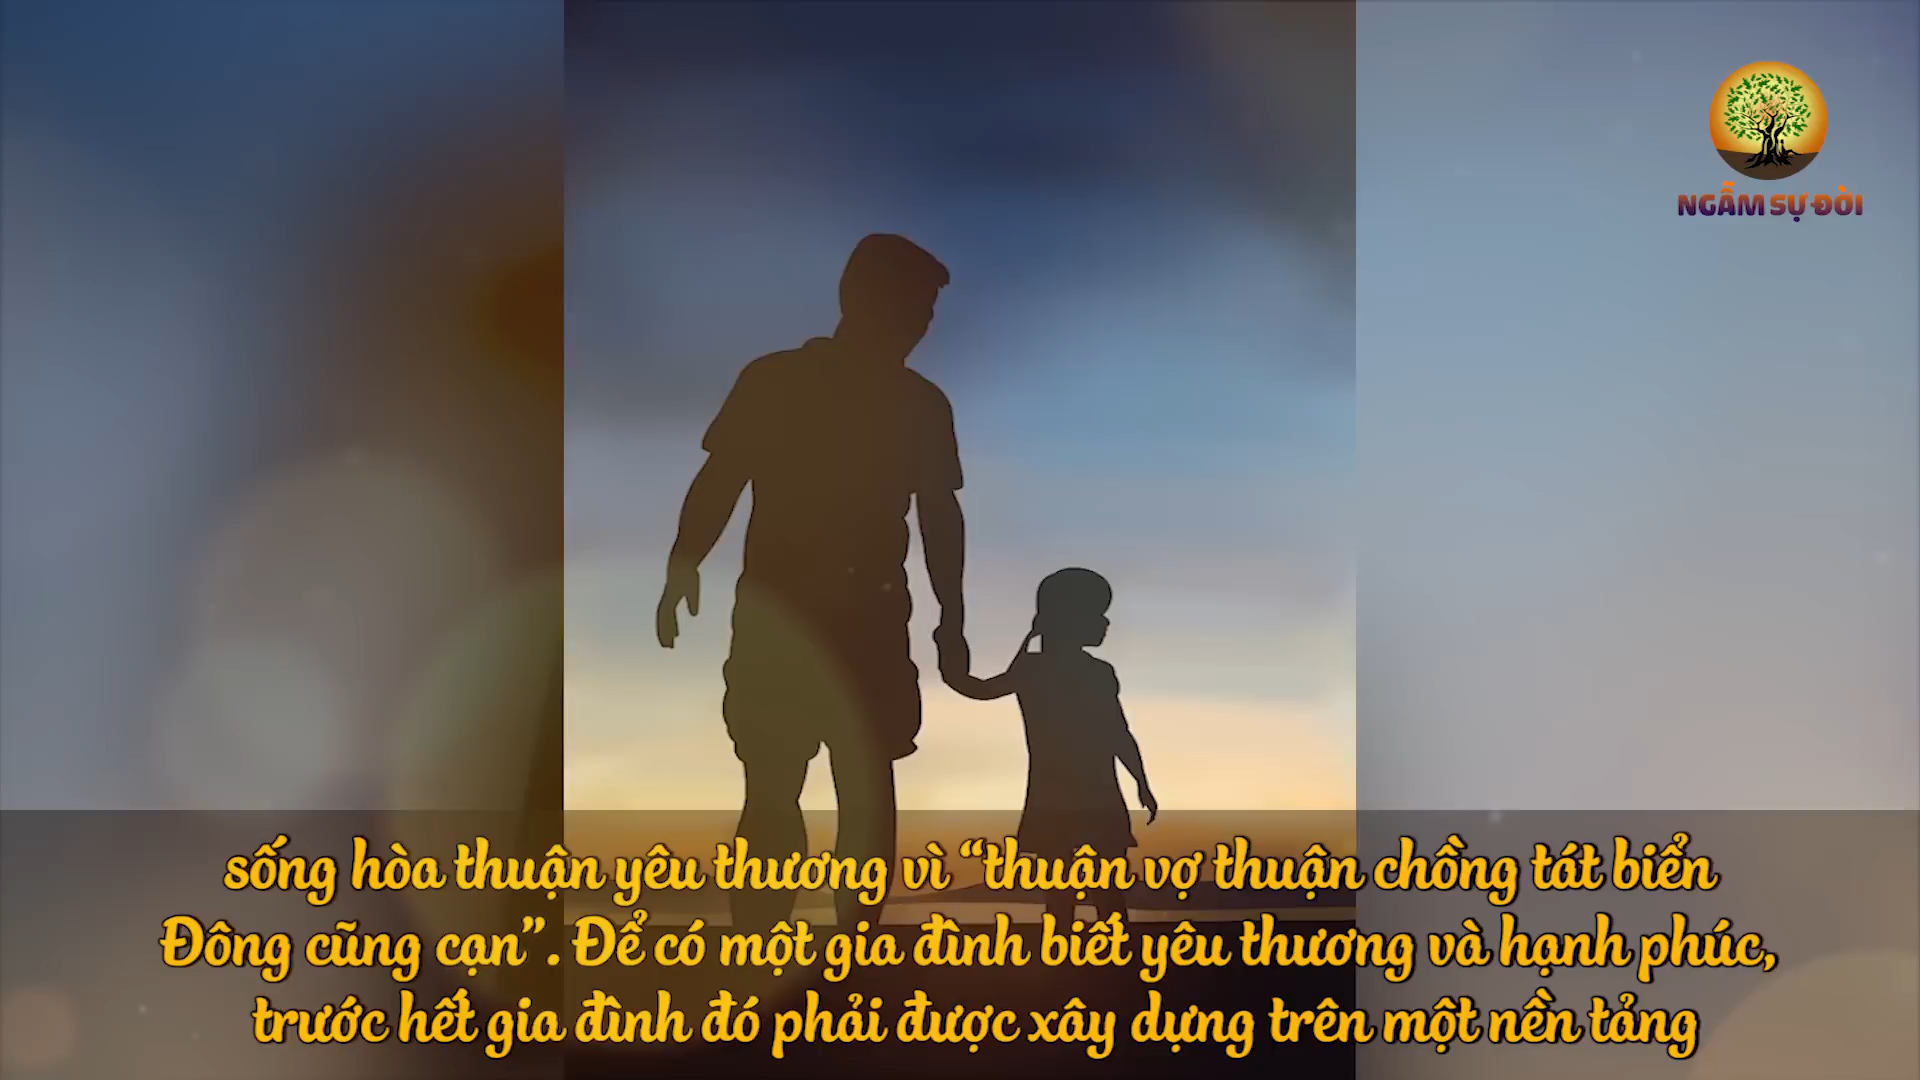 NGẪM SỰ ĐỜI
sống hòa thuận yêu thương vì “thuận vợ thuận chồng tát biển
Đông cũng cạn”. Để có một gia đình biết yêu thương và hạnh phúc,
trước hết gia đình đó phải được xây dựng trên một nền tảng